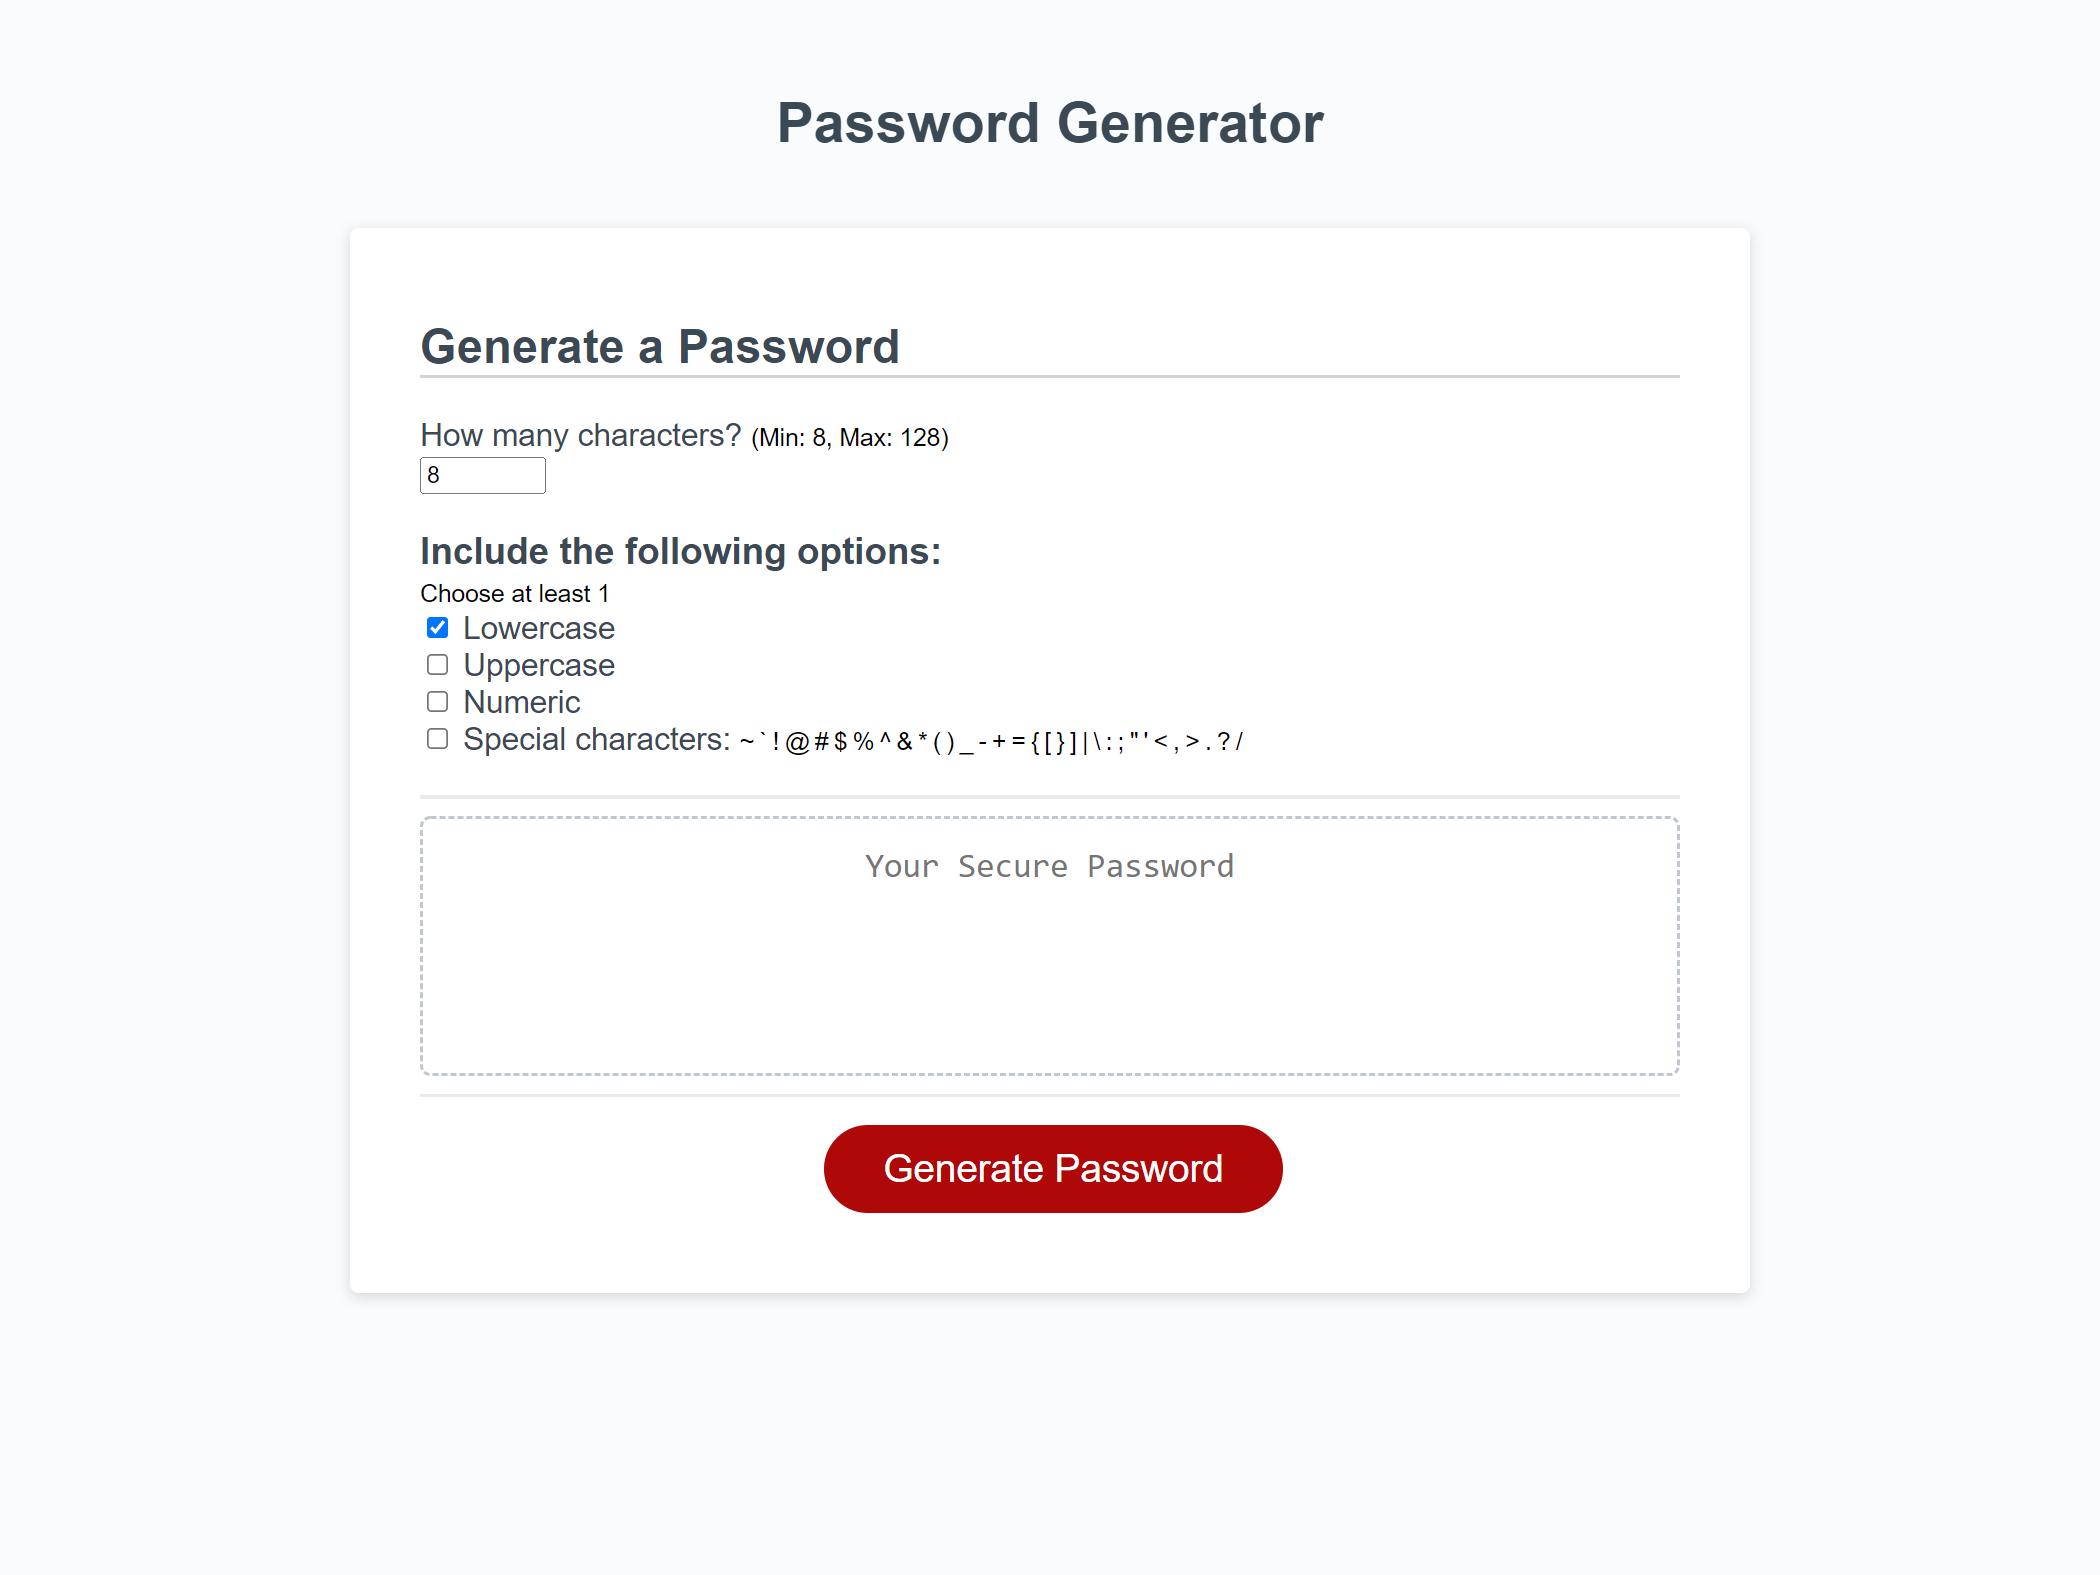 Password Generator
Generate a Password
How many characters? (Min: 8, Max: 128)
8
Include the following options:
Choose at least 1
Lowercase
Uppercase
Numeric
Special characters: ~ ` ! @ # $ % ^ & * ( ) _ - + = { [ } ] | \ : ; " ' < , > . ? /
Your Secure Password
Generate Password